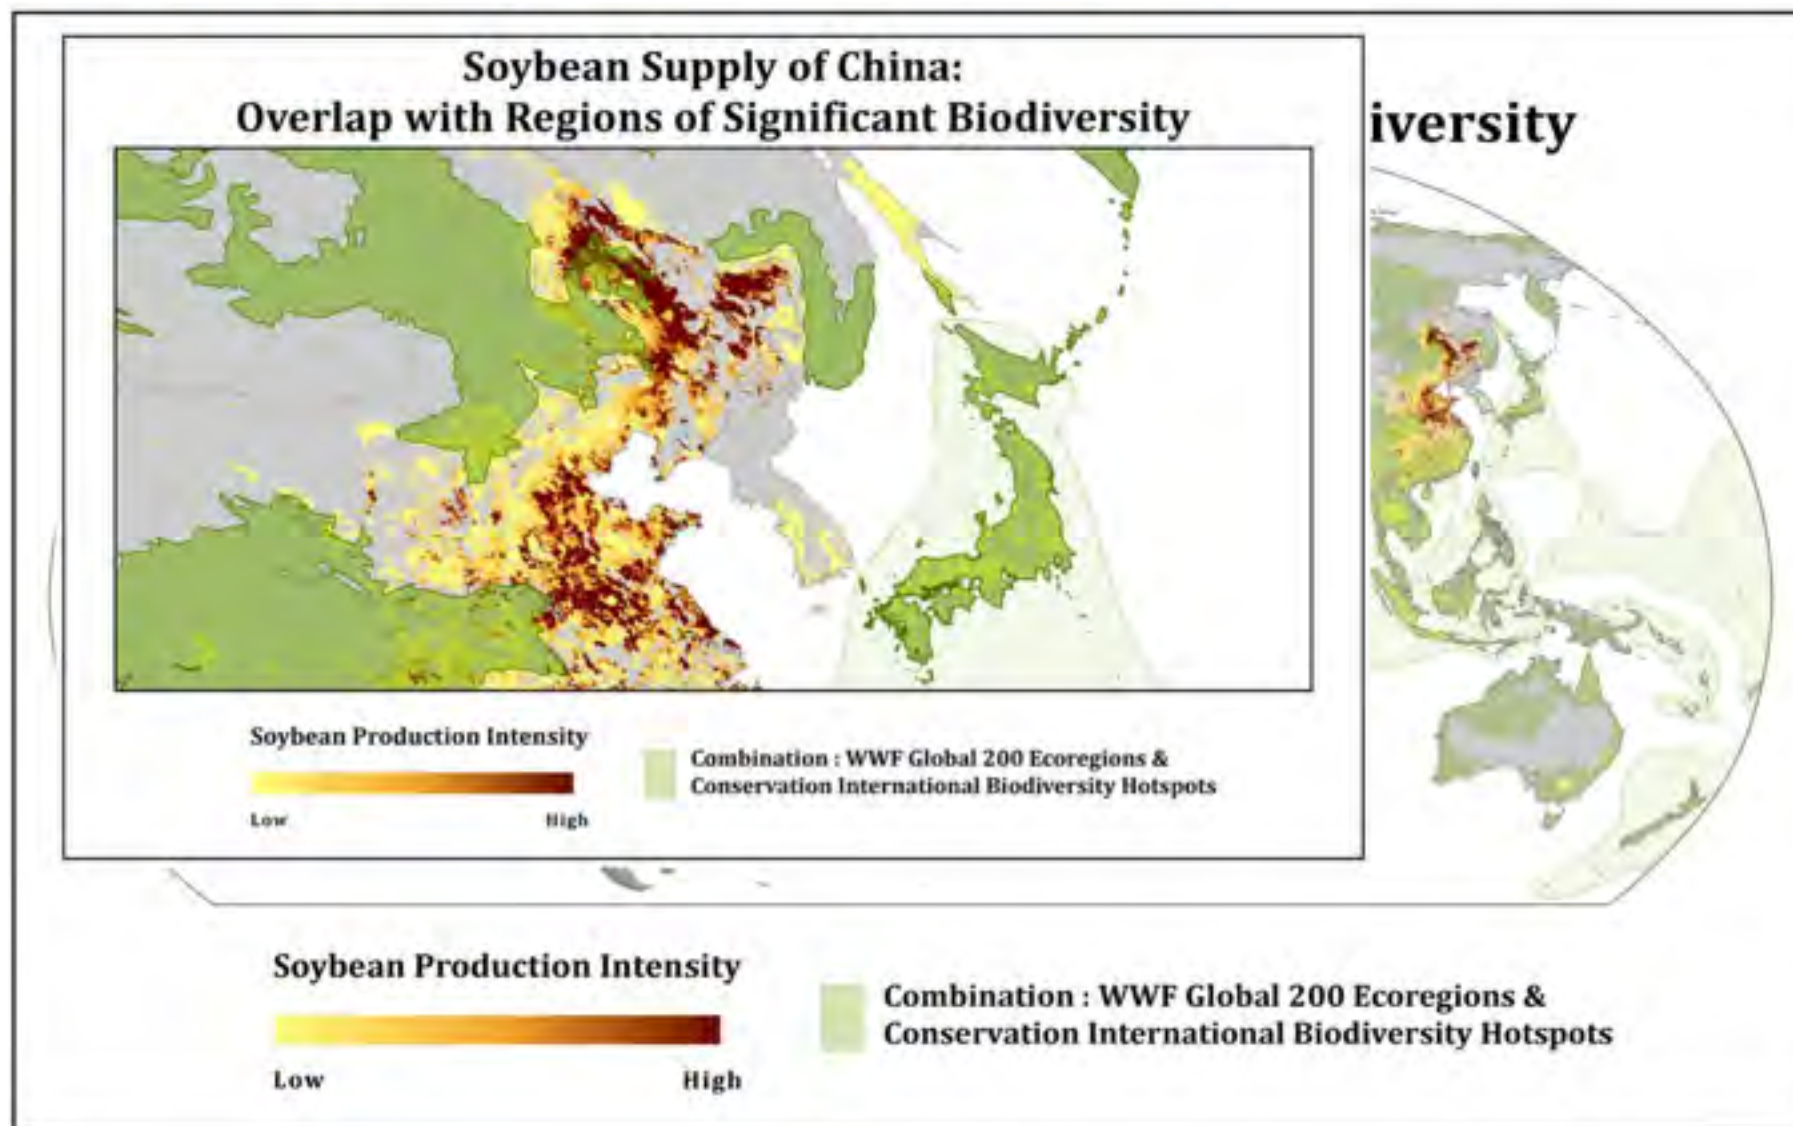 Soybean Supply of China:
Overlap with Regions of Significant Biodiversity
iversity
Soybean Production Intensity
Low High
Combination : WWF Global 200 Ecoregions &
Conservation International Biodiversity Hotspots
Soybean Production Intensity
Low High
Combination : WWF Global 200 Ecoregions &
Conservation International Biodiversity Hotspots